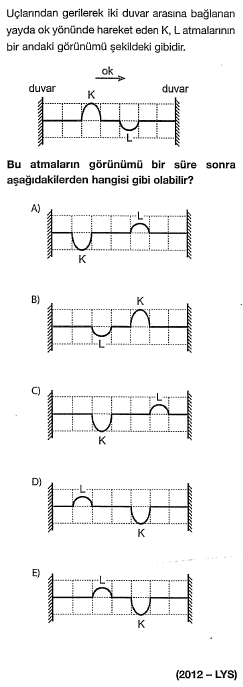 Uçlarından gerilerek iki duvar arasına bağlanan
yayda ok yönünde hareket eden K, L atmalarının
bir andaki görünümü şekildeki gibidir.
ok
duvar
K
duvar
L
Bu atmaların görünümü bir süre sonra
aşağıdakilerden hangisi gibi olabilir?
A)
L
K
B)
K
L
C)
L
K
D)
L
K
E)
L
K
(2012 – LYS)